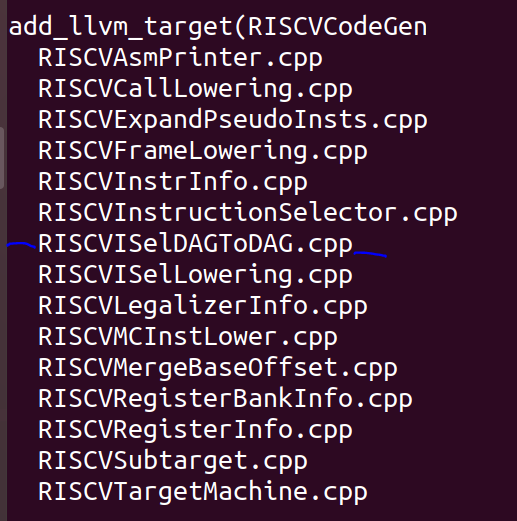 add_llvm_target(RISCVCodeGen
RISCVAsmPrinter.cpp
RISCVCallLowering.cpp
RISCVExpandPseudoInsts.cpp
RISCVFrameLowering.cpp
RISCVInstrInfo.cpp
RISCVInstructionSelector.cpp
RISCVISelDAGToDAG.cpp
RISCVISelLowering.cpp
RISCVLegalizerInfo.cpp
RISCVMCInstLower.cpp
RISCVMergeBaseOffset.cpp
RISCVRegisterBankInfo.cpp
RISCVRegisterInfo.cpp
RISCVSubtarget.cpp
RISCVTargetMachine.cpp